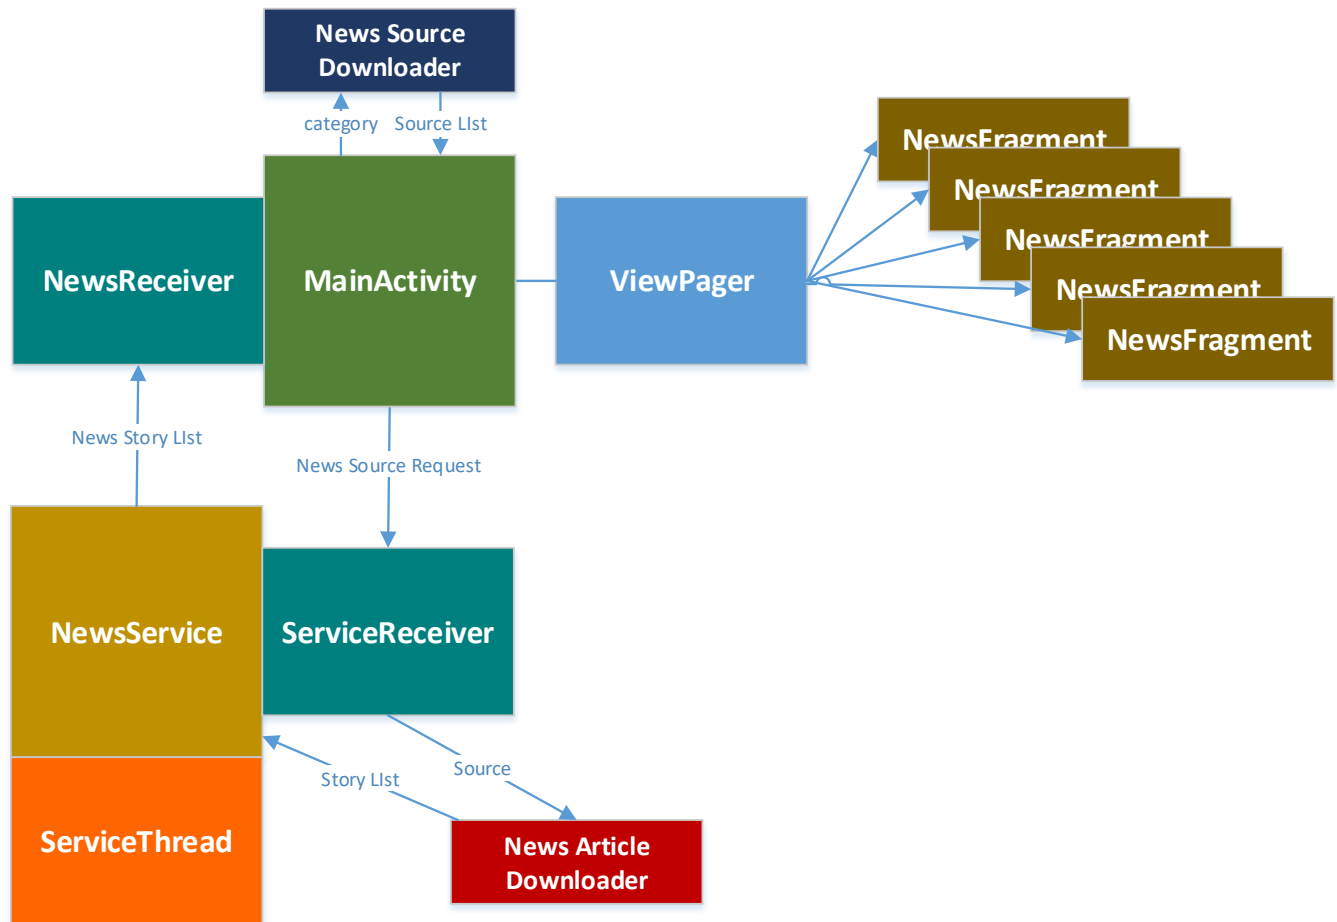 News Source
Downloader
category
Source LIst
NewsFragment
NewsFragment
NewsFragment
NewsFragment
NewsFragment
NewsReceiver
MainActivity
ViewPager
News Story LIst
News Source Request
NewsService
ServiceReceiver
Story LIst
Source
ServiceThread
News Article
Downloader